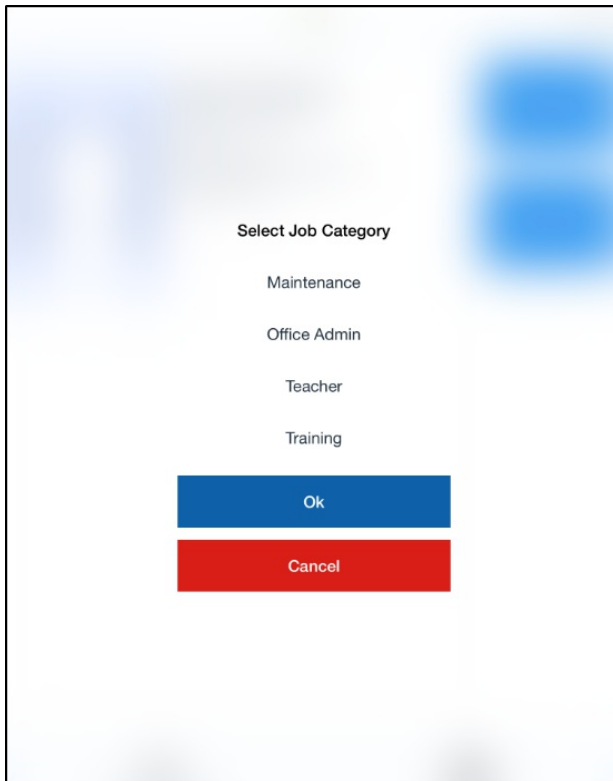 Select Job Category
Maintenance
Office Admin
Teacher
Training
Ok
Cancel